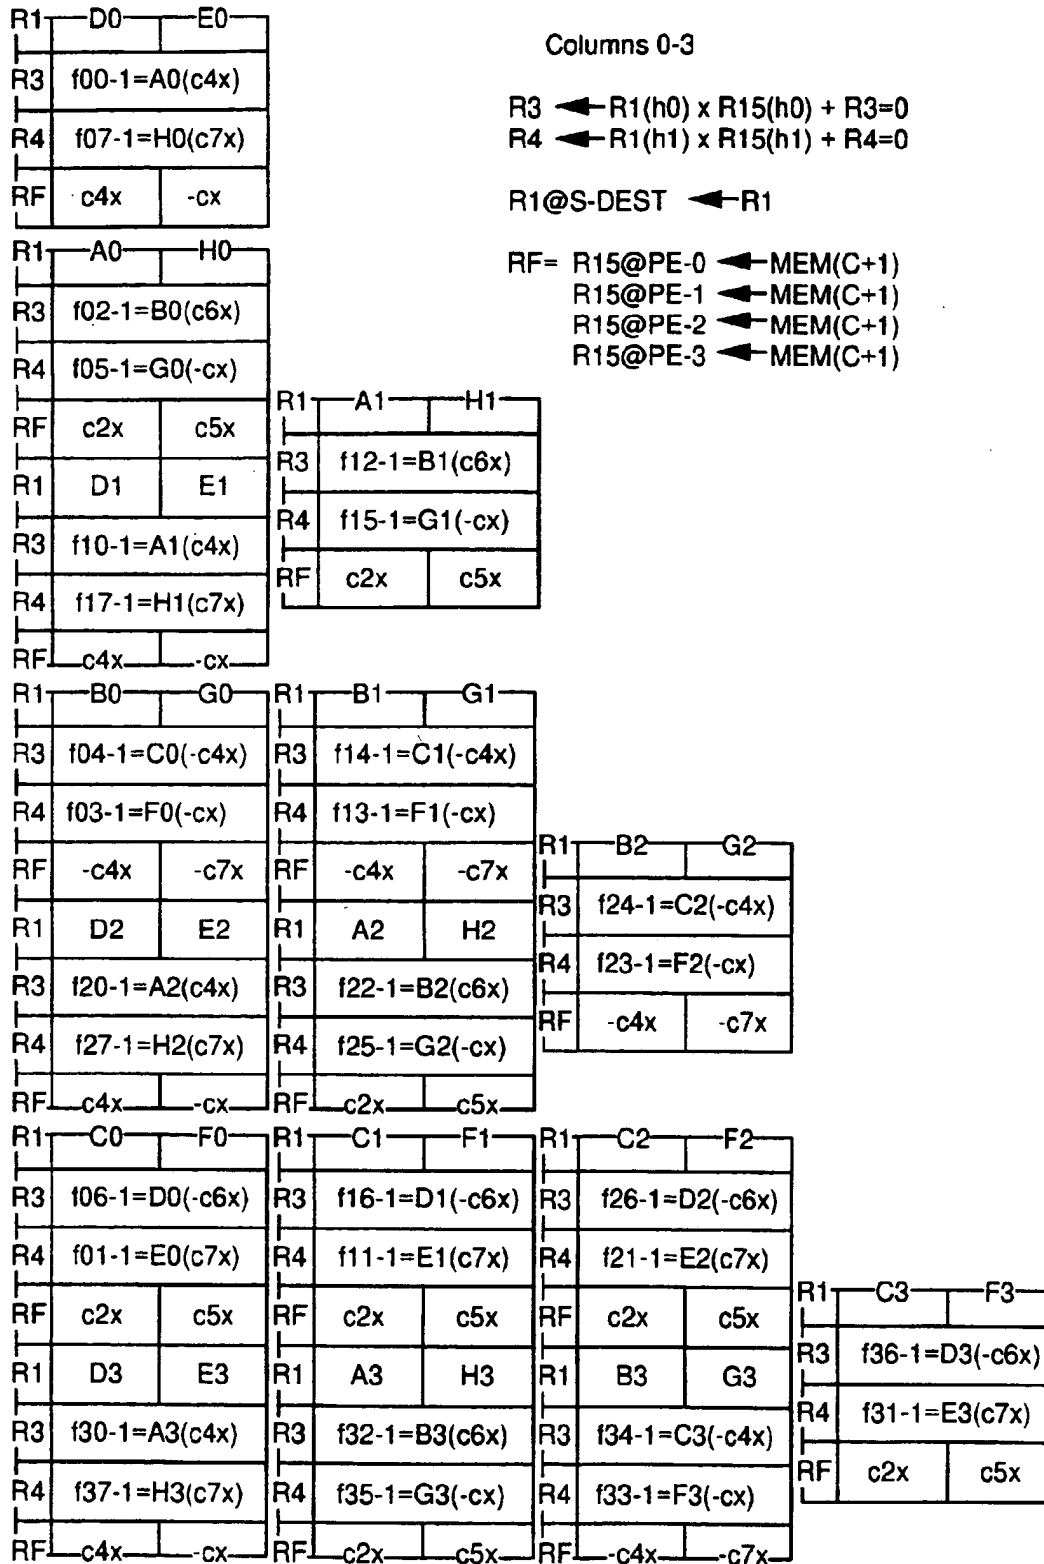 R1 D0 E0
Columns 0-3
R3 f00-1=A0(c4x)
R3 ◄─ R1(h0) x R15(h0) + R3=0
R4 f07-1=H0(c7x)
R4 ◄─ R1(h1) x R15(h1) + R4=0
RF c4x -cx
R1@S-DEST ◄─ R1
R1 A0 H0
RF= R15@PE-0 ◄─ MEM(C+1)
R15@PE-1 ◄─ MEM(C+1)
R3 f02-1=B0(c6x)
R15@PE-2 ◄─ MEM(C+1)
R15@PE-3 ◄─ MEM(C+1)
R4 f05-1=G0(-cx)
R1 A1 H1
RF c2x c5x
R3 f12-1=B1(c6x)
R1 D1 E1
R4 f15-1=G1(-cx)
R3 f10-1=A1(c4x)
RF c2x c5x
R4 f17-1=H1(c7x)
RF c4x -cx
R1 B0 G0 R1 B1 G1
R3 f04-1=C0(-c4x) R3 f14-1=C1(-c4x)
R4 f03-1=F0(-cx) R4 f13-1=F1(-cx)
R1 B2 G2
RF -c4x -c7x RF -c4x -c7x
R3 f24-1=C2(-c4x)
R1 D2 E2 R1 A2 H2
R4 f23-1=F2(-cx)
R3 f20-1=A2(c4x) R3 f22-1=B2(c6x)
RF -c4x -c7x
R4 f27-1=H2(c7x) R4 f25-1=G2(-cx)
RF c4x -cx RF c2x c5x
R1 C0 F0 R1 C1 F1 R1 C2 F2
R3 f06-1=D0(-c6x) R3 f16-1=D1(-c6x) R3 f26-1=D2(-c6x)
R4 f01-1=E0(c7x) R4 f11-1=E1(c7x) R4 f21-1=E2(c7x)
R1 C3 F3
RF c2x c5x RF c2x c5x RF c2x c5x
R3 f36-1=D3(-c6x)
R1 D3 E3 R1 A3 H3 R1 B3 G3
R4 f31-1=E3(c7x)
R3 f30-1=A3(c4x) R3 f32-1=B3(c6x) R3 f34-1=C3(-c4x)
RF c2x c5x
R4 f37-1=H3(c7x) R4 f35-1=G3(-cx) R4 f33-1=F3(-cx)
RF c4x -cx RF c2x c5x RF -c4x -c7x